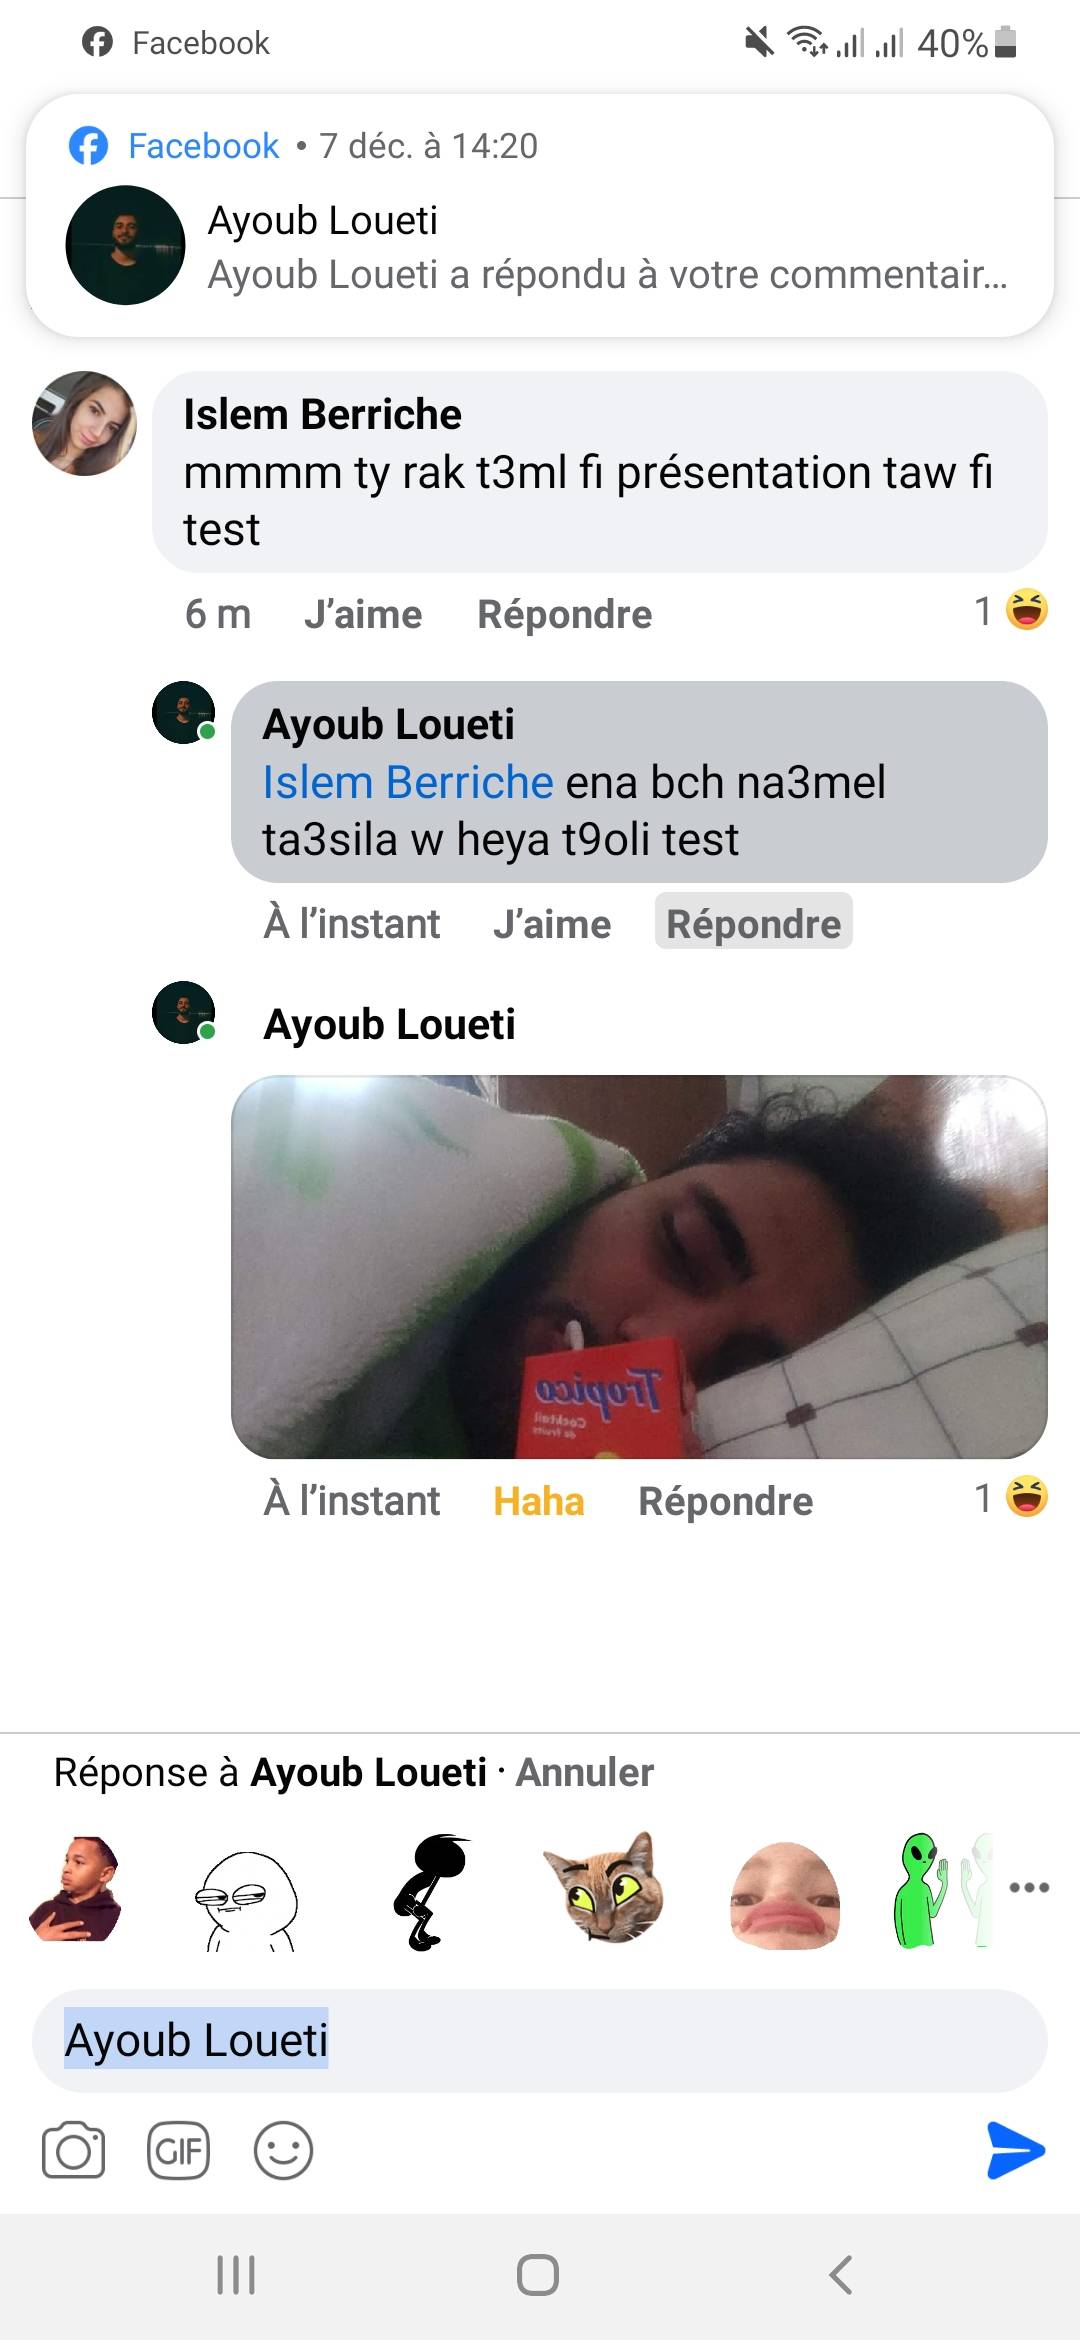 Facebook
40%
Facebook • 7 déc. à 14:20
Ayoub Loueti
Ayoub Loueti a répondu à votre commentair...
Islem Berriche
mmmm ty rak t3ml fi présentation taw fi
test
6 m J’aime Répondre 1
Ayoub Loueti
Islem Berriche ena bch na3mel
ta3sila w heya t9oli test
À l’instant J’aime Répondre
Ayoub Loueti
Tropico
Cocktail
de fruits
À l’instant Haha Répondre 1
Réponse à Ayoub Loueti · Annuler
Ayoub Loueti
GIF